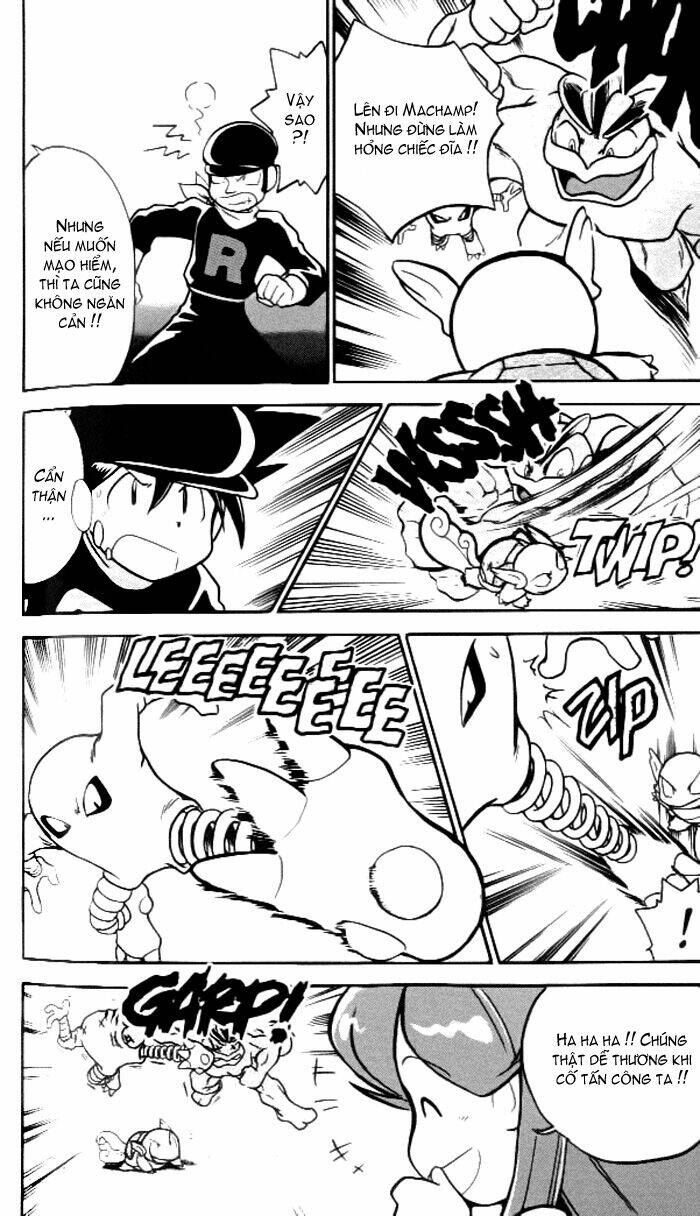 LÊN ĐI MACHAMP!
NHƯNG ĐỪNG LÀM
HỎNG CHIẾC ĐĨA !!
VẬY
SAO
?!
R
NHƯNG
NẾU MUỐN
MẠO HIỂM,
THÌ TA CŨNG
KHÔNG NGĂN
CẢN !!
WSSSH
TWIP!
CẨN
THẬN
...
ZIP
!
LEEEEEEEEEE
GARP!
HA HA HA !! CHÚNG
THẬT DỄ THƯƠNG KHI
CỐ TẤN CÔNG TA !!